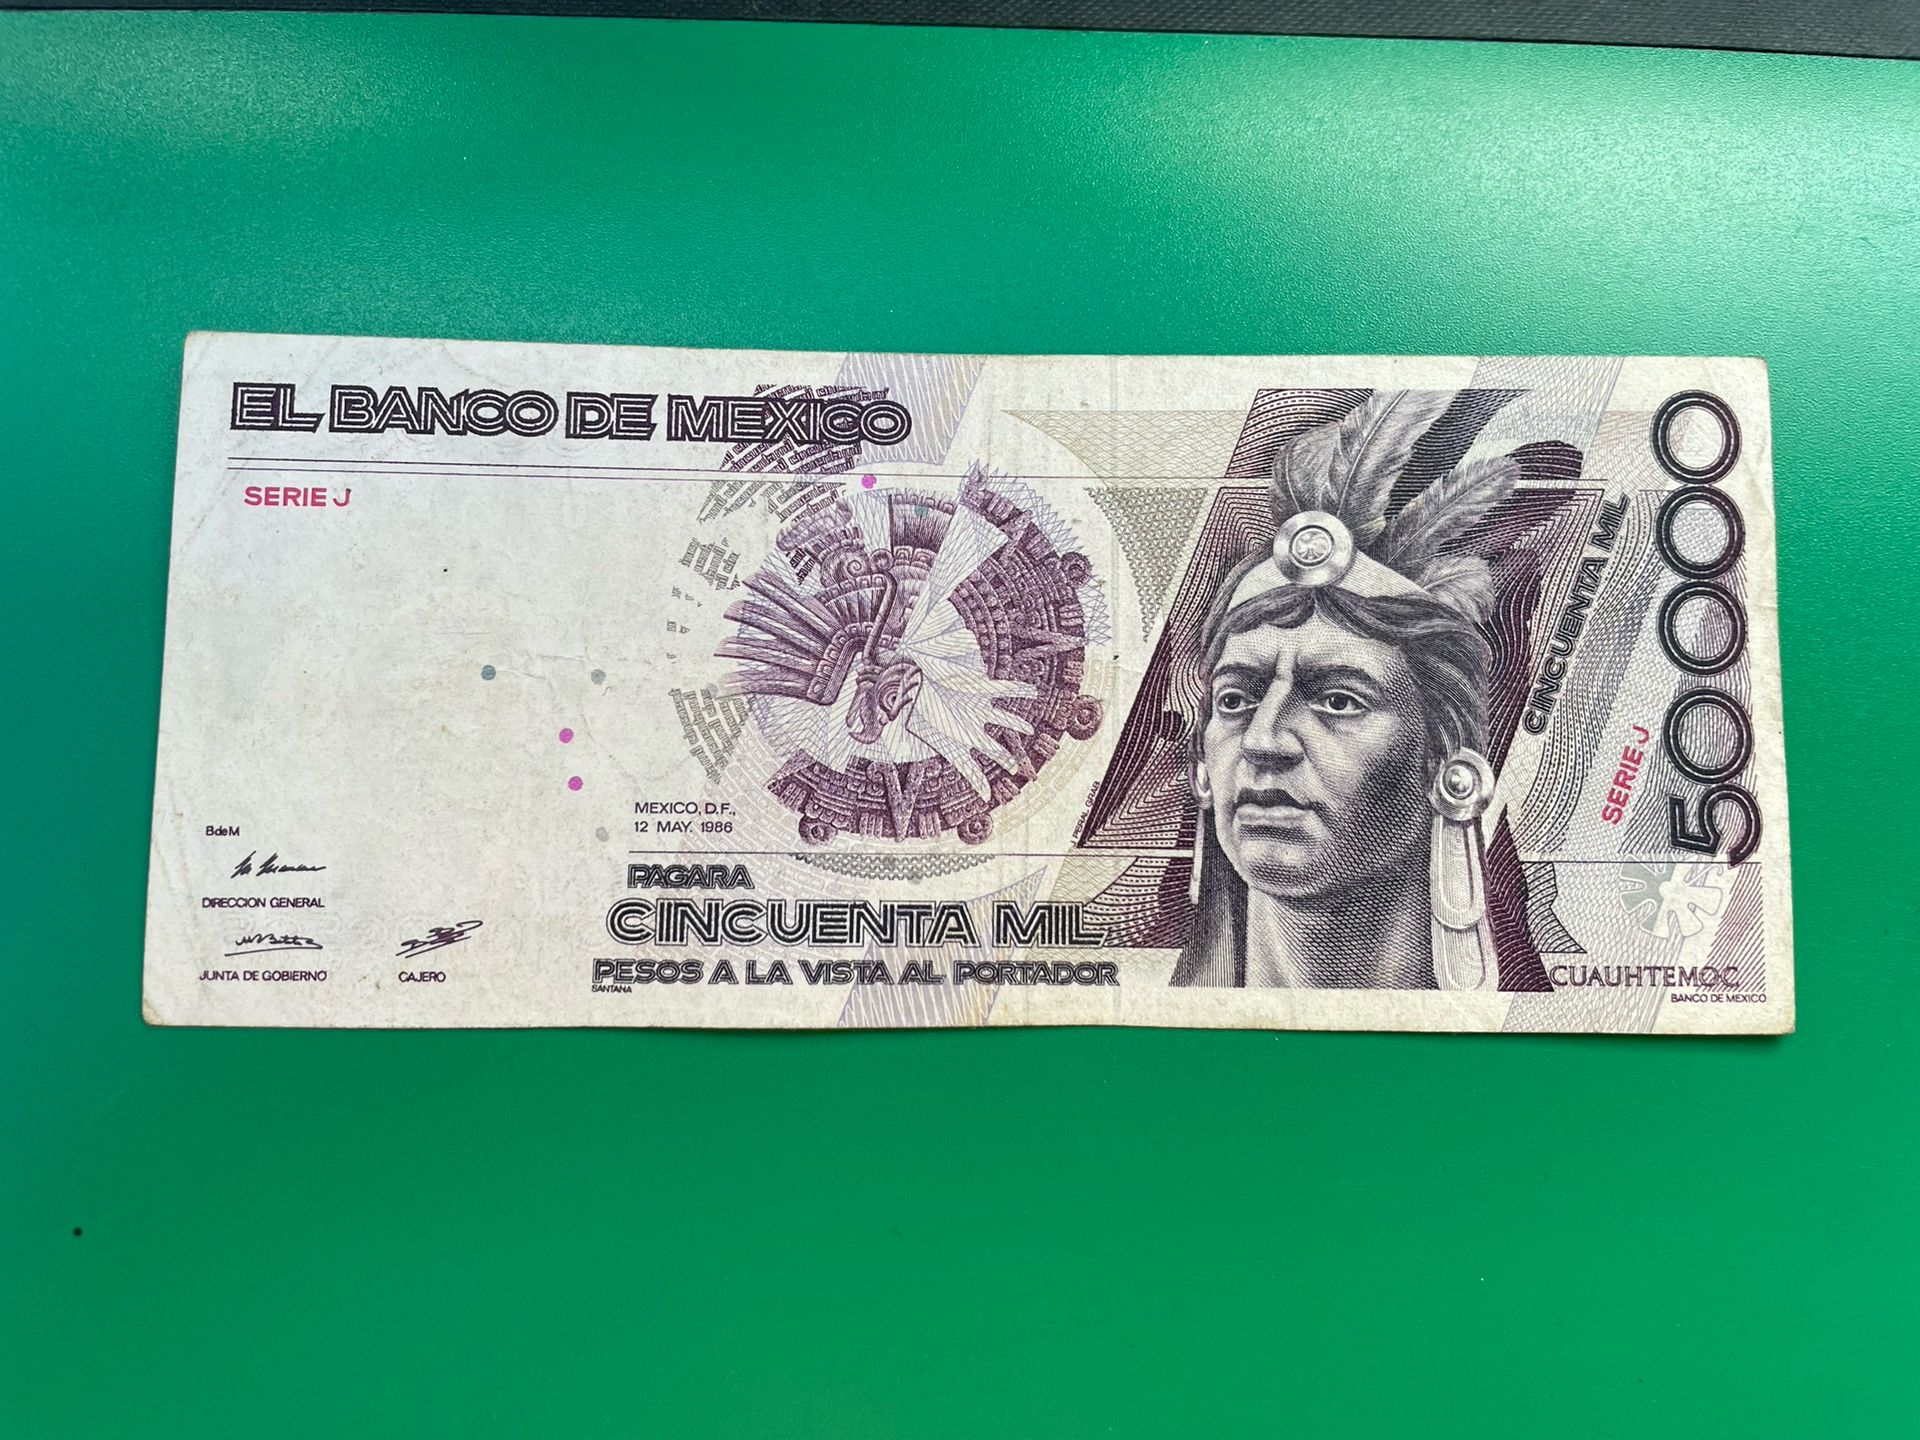 EL BANCO DE MEXICO
SERIE J
MEXICO, D.F.,
12 MAY. 1986
BdeM
DIRECCION GENERAL
JUNTA DE GOBIERNO
CAJERO
PAGARA
CINCUENTA MIL
PESOS A LA VISTA AL PORTADOR
SANTANA
CINCUENTA MIL
SERIE J
50000
CUAUHTEMOC
BANCO DE MEXICO